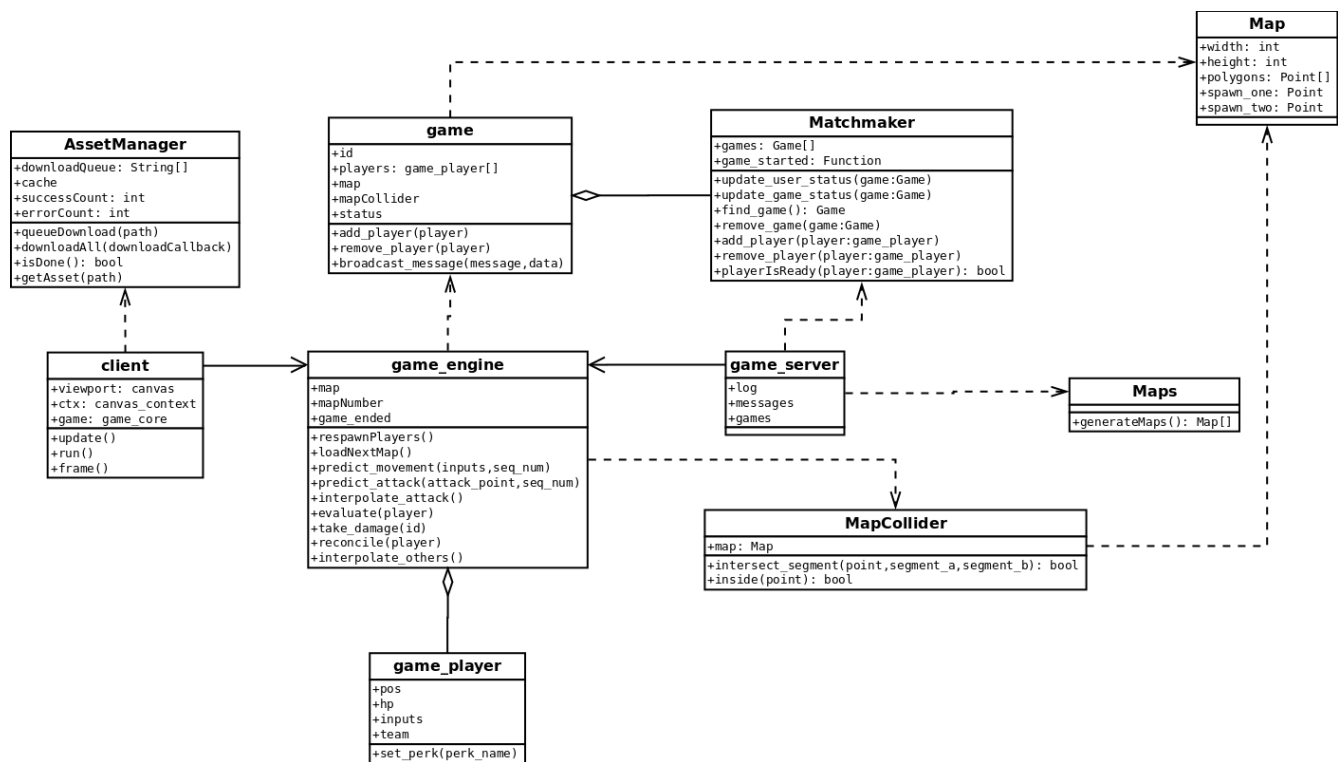 Map
+width: int
+height: int
+polygons: Point[]
+spawn_one: Point
+spawn_two: Point
AssetManager
+downloadQueue: String[]
+cache
+successCount: int
+errorCount: int
+queueDownload(path)
+downloadAll(downloadCallback)
+isDone(): bool
+getAsset(path)
game
+id
+players: game_player[]
+map
+mapCollider
+status
+add_player(player)
+remove_player(player)
+broadcast_message(message,data)
Matchmaker
+games: Game[]
+game_started: Function
+update_user_status(game:Game)
+update_game_status(game:Game)
+find_game(): Game
+remove_game(game:Game)
+add_player(player:game_player)
+remove_player(player:game_player)
+playerIsReady(player:game_player): bool
client
+viewport: canvas
+ctx: canvas_context
+game: game_core
+update()
+run()
+frame()
game_engine
+map
+mapNumber
+game_ended
+respawnPlayers()
+loadNextMap()
+predict_movement(inputs,seq_num)
+predict_attack(attack_point,seq_num)
+interpolate_attack()
+evaluate(player)
+take_damage(id)
+reconcile(player)
+interpolate_others()
game_server
+log
+messages
+games
Maps
+generateMaps(): Map[]
MapCollider
+map: Map
+intersect_segment(point,segment_a,segment_b): bool
+inside(point): bool
game_player
+pos
+hp
+inputs
+team
+set_perk(perk_name)